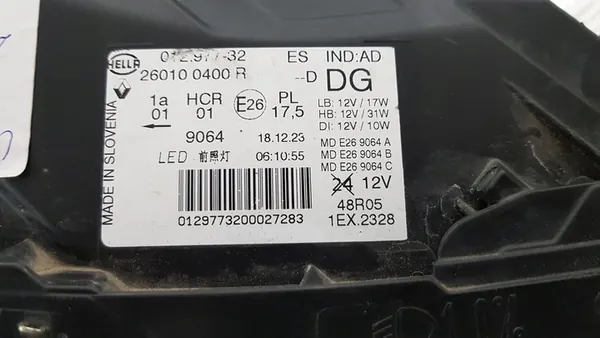 HELLA 012.977-32 ES IND:AD
26010 0400 R --D DG
1a HCR E26 PL LB: 12V / 17W
01 01 17,5 HB: 12V / 31W
DI: 12V / 10W
9064 18.12.23 MD E26 9064 A
LED 前照灯 06:10:55 MD E26 9064 B
MD E26 9064 C
24 12V
48R05
0129773200027283 1EX.2328
MADE IN SLOVENIA